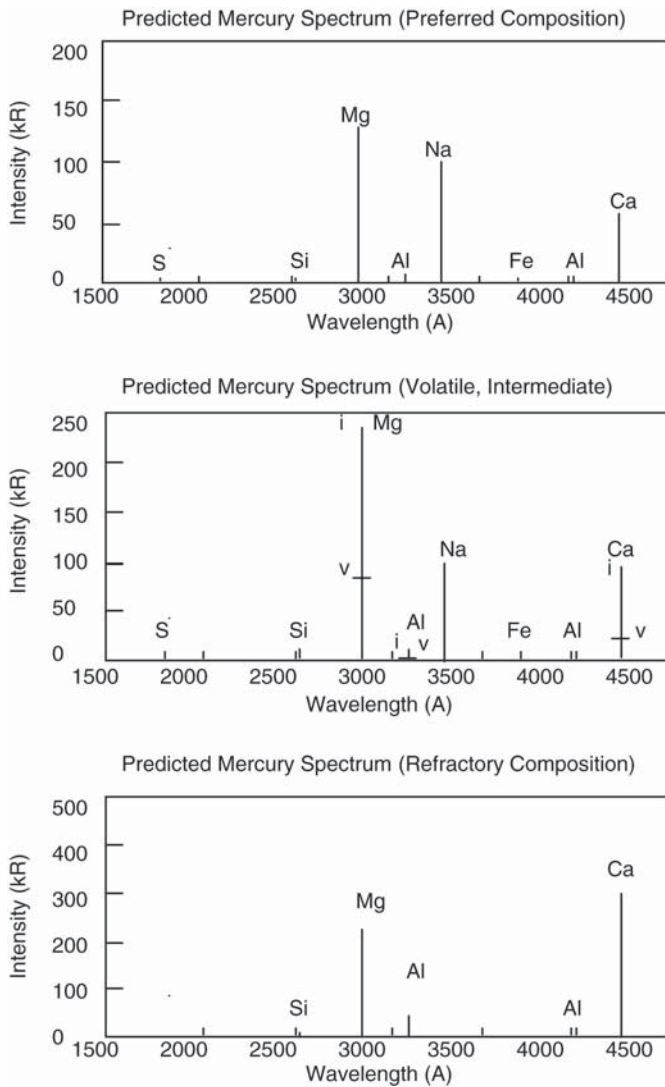 Predicted Mercury Spectrum (Preferred Composition)
200
150
100
50
0
Intensity (kR)
Mg
Na
Ca
S
Si
Al
Fe
Al
1500 2000 2500 3000 3500 4000 4500
Wavelength (A)
Predicted Mercury Spectrum (Volatile, Intermediate)
250
200
150
100
50
0
Intensity (kR)
i Mg
v
Na
Ca
i
v
S
Si
Al
i v
Fe
Al
1500 2000 2500 3000 3500 4000 4500
Wavelength (A)
Predicted Mercury Spectrum (Refractory Composition)
500
400
300
200
100
0
Intensity (kR)
Ca
Mg
Al
Si
Al
1500 2000 2500 3000 3500 4000 4500
Wavelength (A)